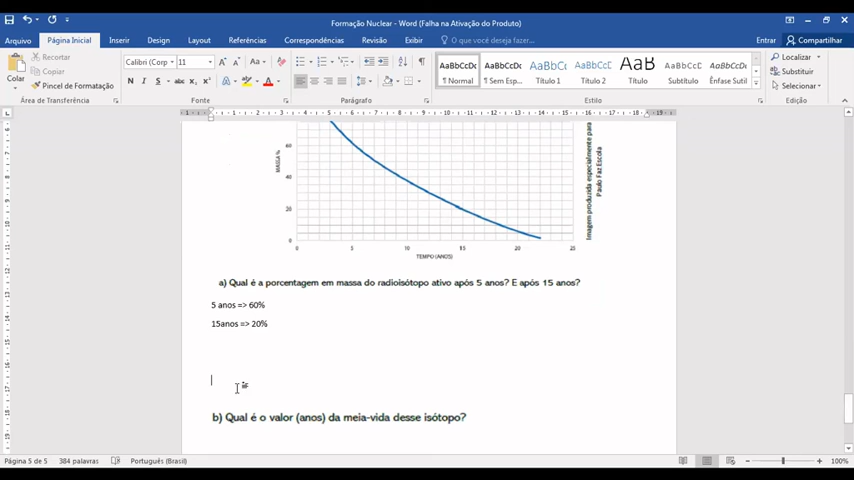 Formação Nuclear - Word (Falha na Ativação do Produto)
Arquivo Página Inicial Inserir Design Layout Referências Correspondências Revisão Exibir O que você deseja fazer... Entrar Compartilhar
Colar
Recortar
Copiar
Pincel de Formatação
Área de Transferência
Calibri (Corp 11
N I S abc x₂ x²
Fonte
Parágrafo
AaBbCcDc AaBbCcDc AaBbCc AaBbCcC AaB AaBbCcC AaBbCcDc
¶ Normal ¶ Sem Esp... Título 1 Título 2 Título Subtítulo Ênfase Sutil
Estilo
Localizar
Substituir
Selecionar
Edição
MASSA %
60
40
20
0
0 5 10 15 20 25
TEMPO (ANOS)
Imagem produzida especialmente para
Paulo Faz Escola
a) Qual é a porcentagem em massa do radioisótopo ativo após 5 anos? E após 15 anos?
5 anos => 60%
15anos => 20%
b) Qual é o valor (anos) da meia-vida desse isótopo?
Página 5 de 5 384 palavras Português (Brasil) 100%